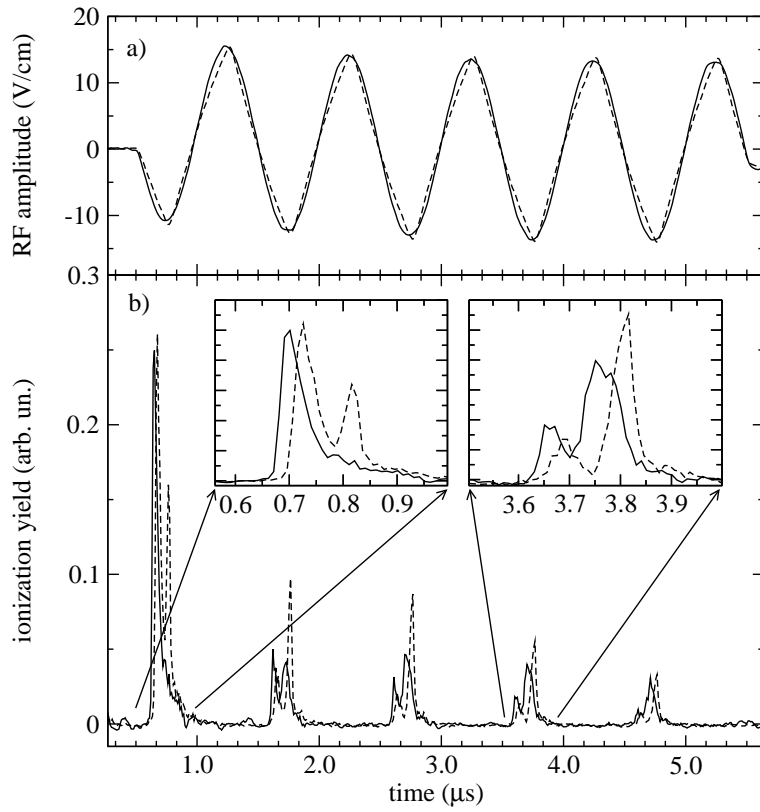 a)
20
10
0
-10
RF amplitude (V/cm)
b)
0.3
0.2
0.1
0
ionization yield (arb. un.)
0.6 0.7 0.8 0.9
3.6 3.7 3.8 3.9
1.0 2.0 3.0 4.0 5.0
time (μs)